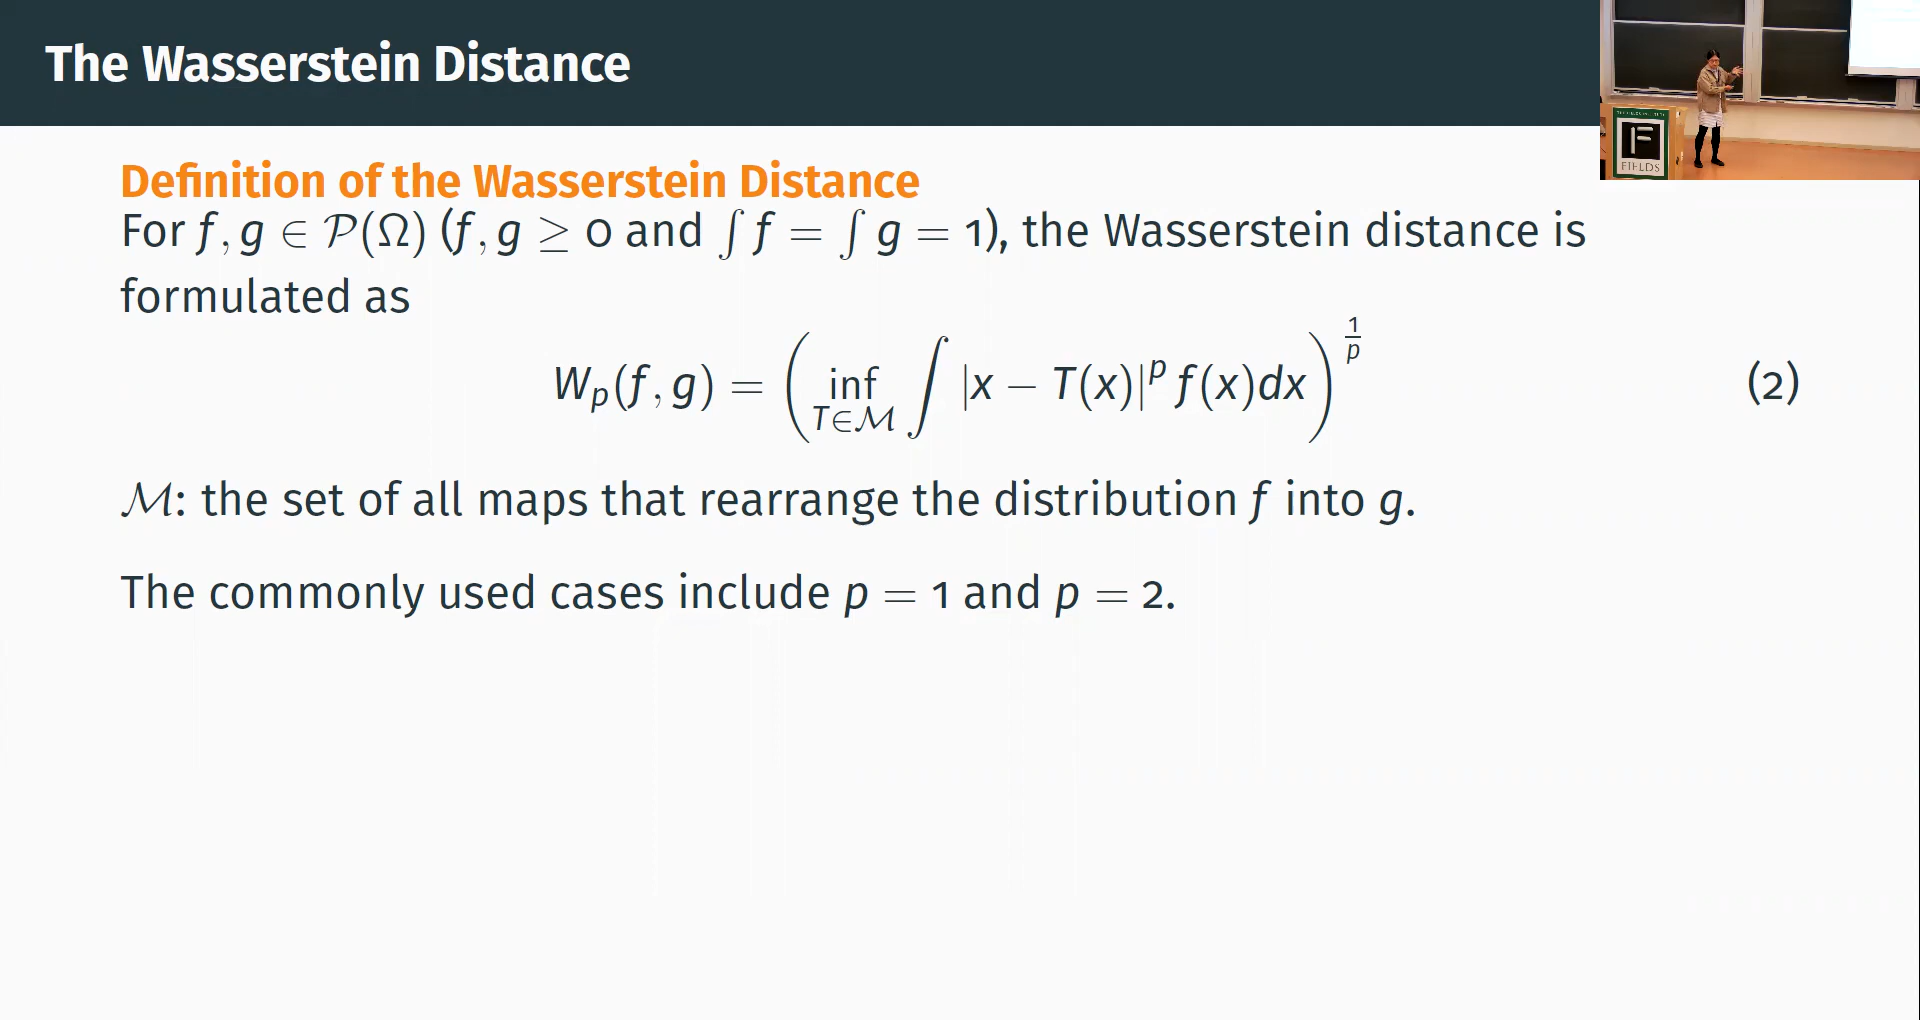 The Wasserstein Distance
Definition of the Wasserstein Distance
For f, g ∈ 𝒫(Ω) (f, g ≥ 0 and ∫ f = ∫ g = 1), the Wasserstein distance is
formulated as
W_p(f, g) = ( inf_{T∈ℳ} ∫ |x − T(x)|^p f(x)dx )^{1/p} (2)
ℳ: the set of all maps that rearrange the distribution f into g.
The commonly used cases include p = 1 and p = 2.
F
FIELDS